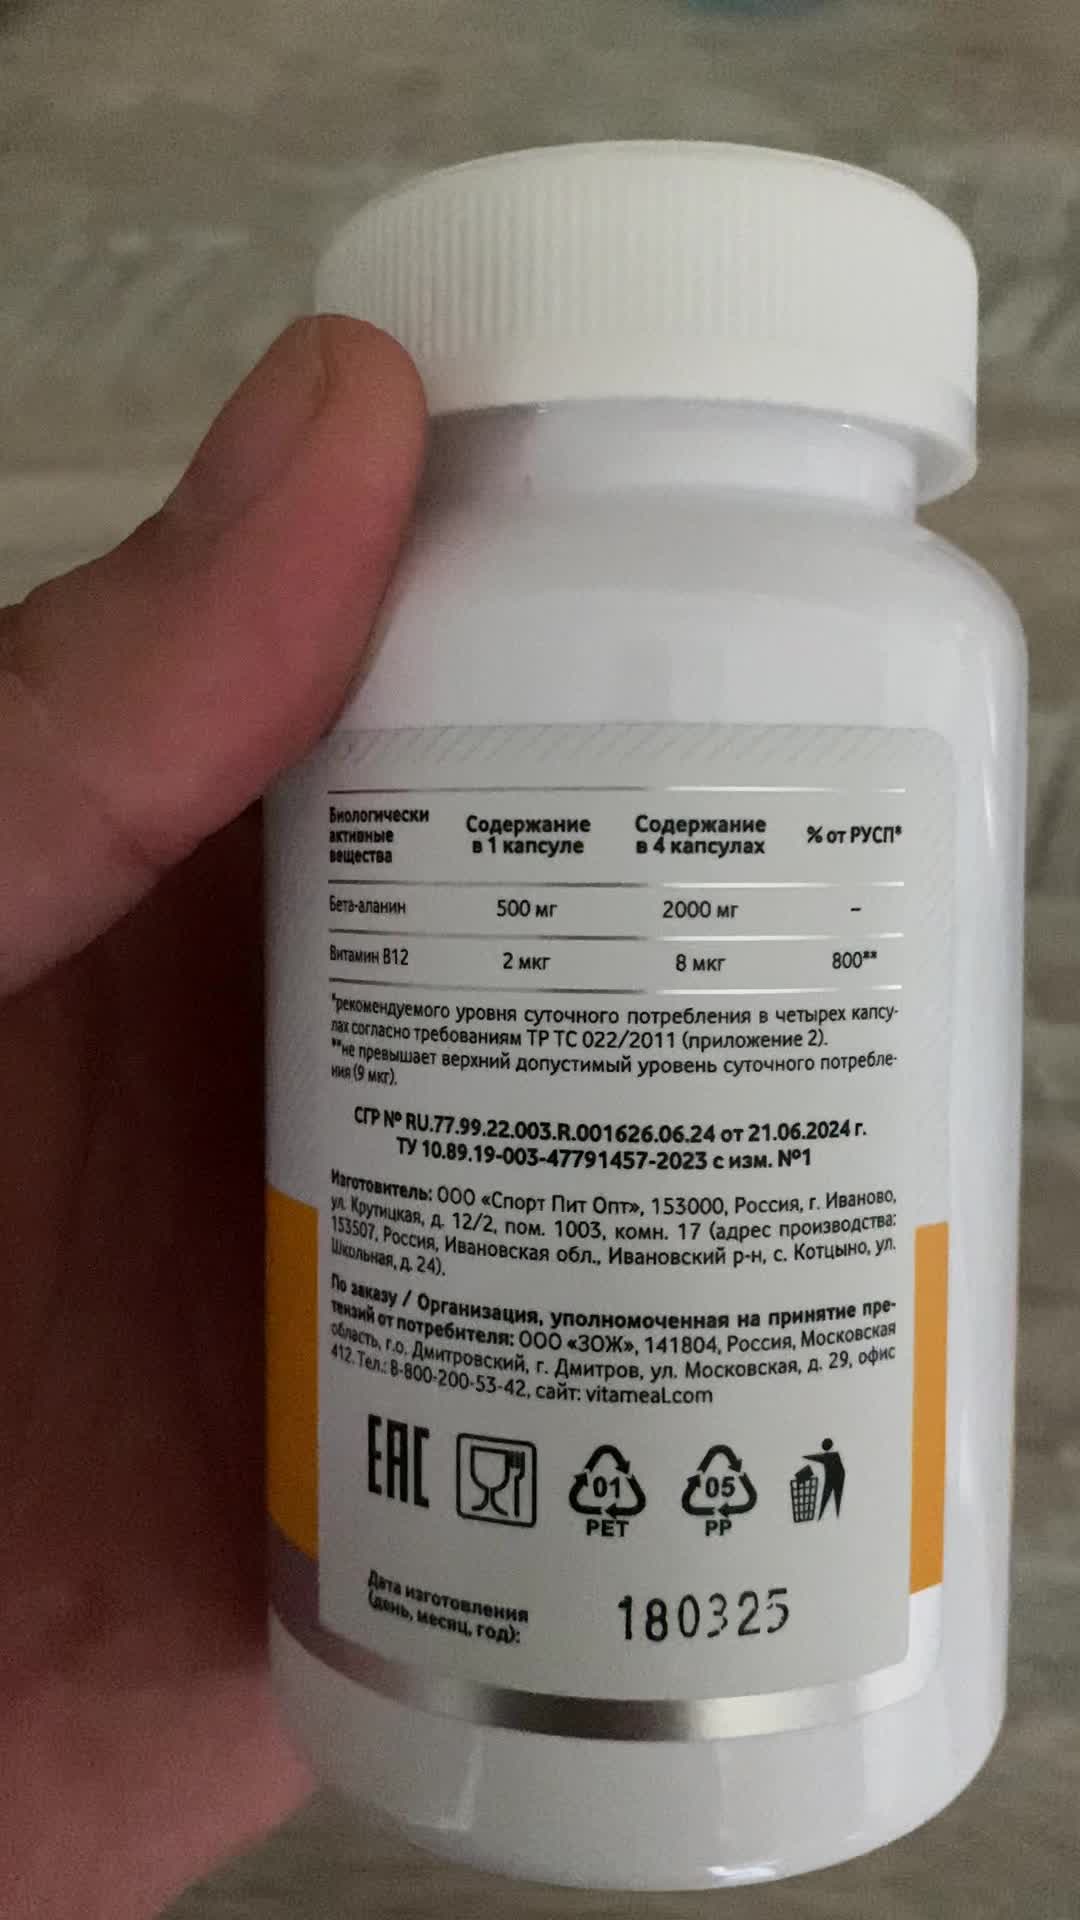 Биологически активные вещества
Содержание в 1 капсуле
Содержание в 4 капсулах
% от РУСП*
Бета-аланин 500 мг 2000 мг –
Витамин B12 2 мкг 8 мкг 800**
*рекомендуемого уровня суточного потребления в четырех капсу-
лах согласно требованиям ТР ТС 022/2011 (приложение 2).
**не превышает верхний допустимый уровень суточного потребле-
ния (9 мкг).
СГР № RU.77.99.22.003.R.001626.06.24 от 21.06.2024 г.
ТУ 10.89.19-003-47791457-2023 с изм. №1
Изготовитель: ООО «Спорт Пит Опт», 153000, Россия, г. Иваново,
ул. Крутицкая, д. 12/2, пом. 1003, комн. 17 (адрес производства:
153507, Россия, Ивановская обл., Ивановский р-н, с. Котцыно, ул.
Школьная, д. 24).
По заказу / Организация, уполномоченная на принятие пре-
тензий от потребителя: ООО «ЗОЖ», 141804, Россия, Московская
область, г.о. Дмитровский, г. Дмитров, ул. Московская, д. 29, офис
412. Тел.: 8-800-200-53-42, сайт: vitameal.com
EAC
01 05
PET PP
Дата изготовления
(день, месяц, год):
180325